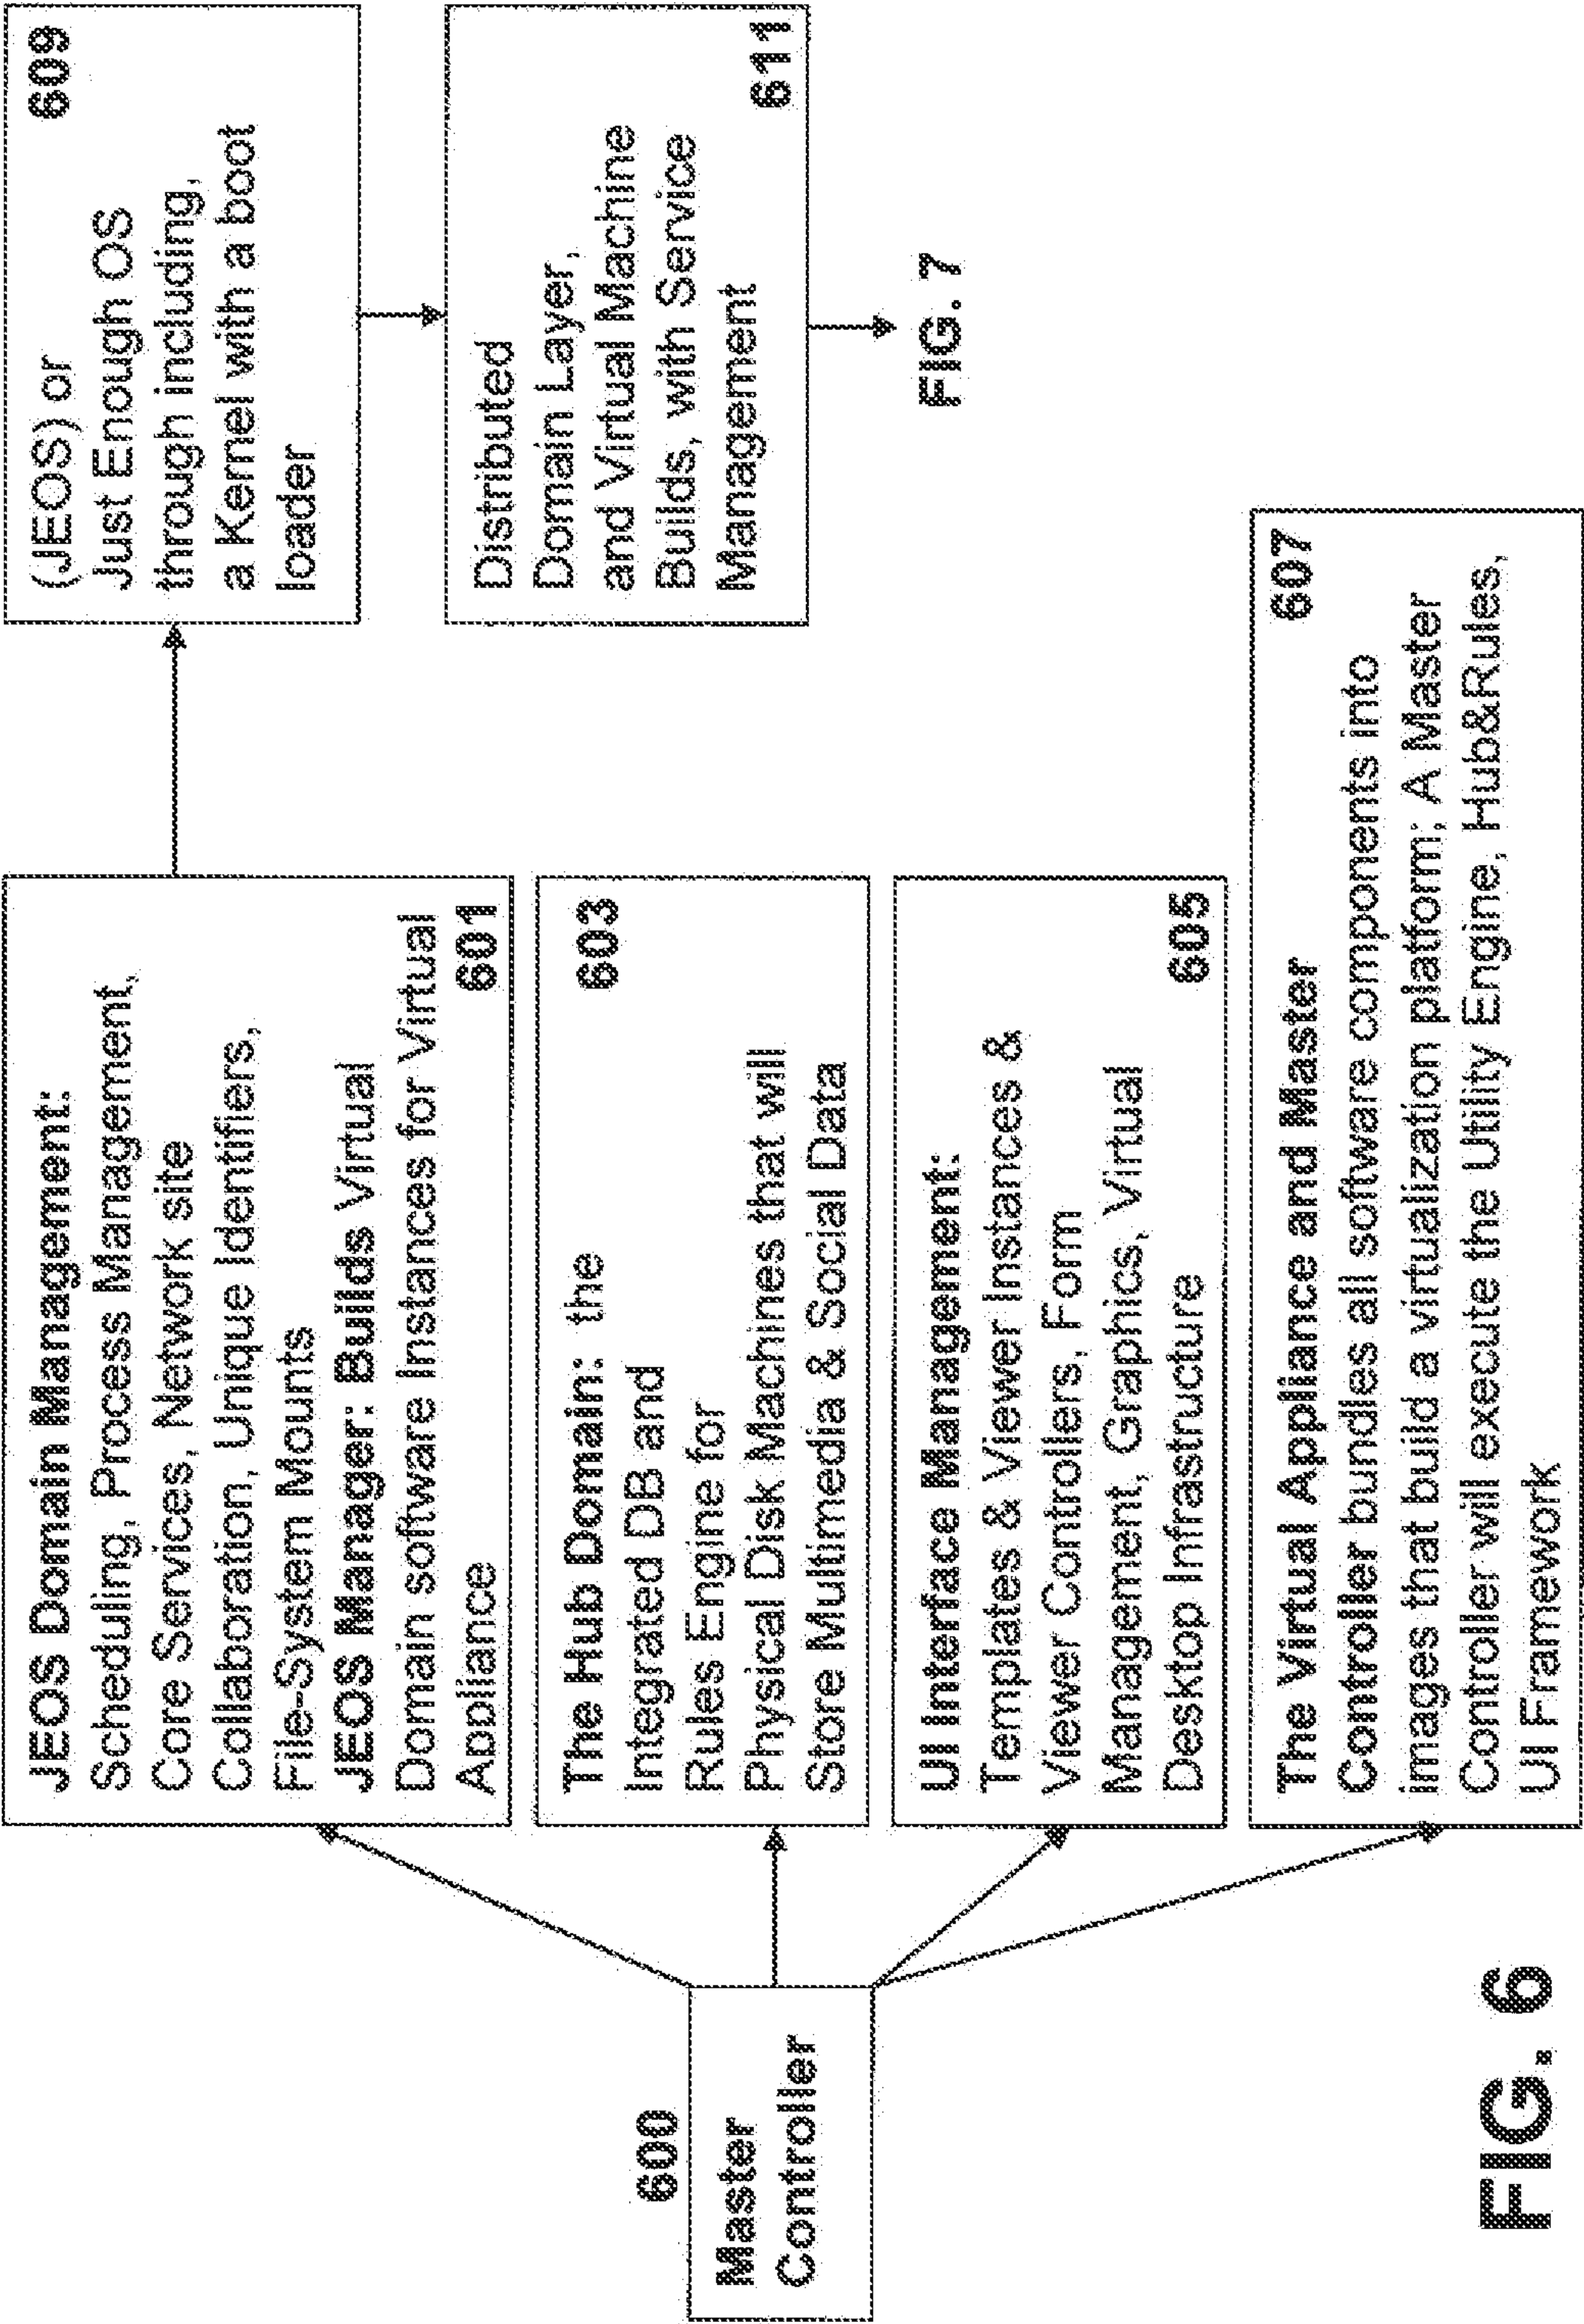 600
Master
Controller
JEOS Domain Management:
Scheduling, Process Management,
Core Services, Network site
Collaboration, Unique Identifiers,
File-System Mounts
JEOS Manager: Builds Virtual
Domain software Instances for Virtual
Appliance
601
The Hub Domain: the
603
Integrated DB and
Rules Engine for
Physical Disk Machines that will
Store Multimedia & Social Data
UI Interface Management:
Templates & Viewer Instances &
Viewer Controllers, Form
Management, Graphics, Virtual
Desktop Infrastructure
605
607
The Virtual Appliance and Master
Controller bundles all software components into
images that build a virtualization platform; A Master
Controller will execute the Utility Engine, Hub&Rules,
UI Framework
609
(JEOS) or
Just Enough OS
through including,
a Kernel with a boot
loader
Distributed
Domain Layer,
and Virtual Machine
Builds, with Service
Management
611
FIG. 7
FIG. 6